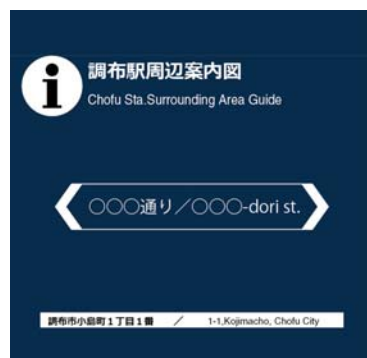 i
調布駅周辺案内図
Chofu Sta.Surrounding Area Guide
○○○通り／○○○-dori st.
調布市小島町1丁目1番 ／ 1-1,Kojimacho, Chofu City